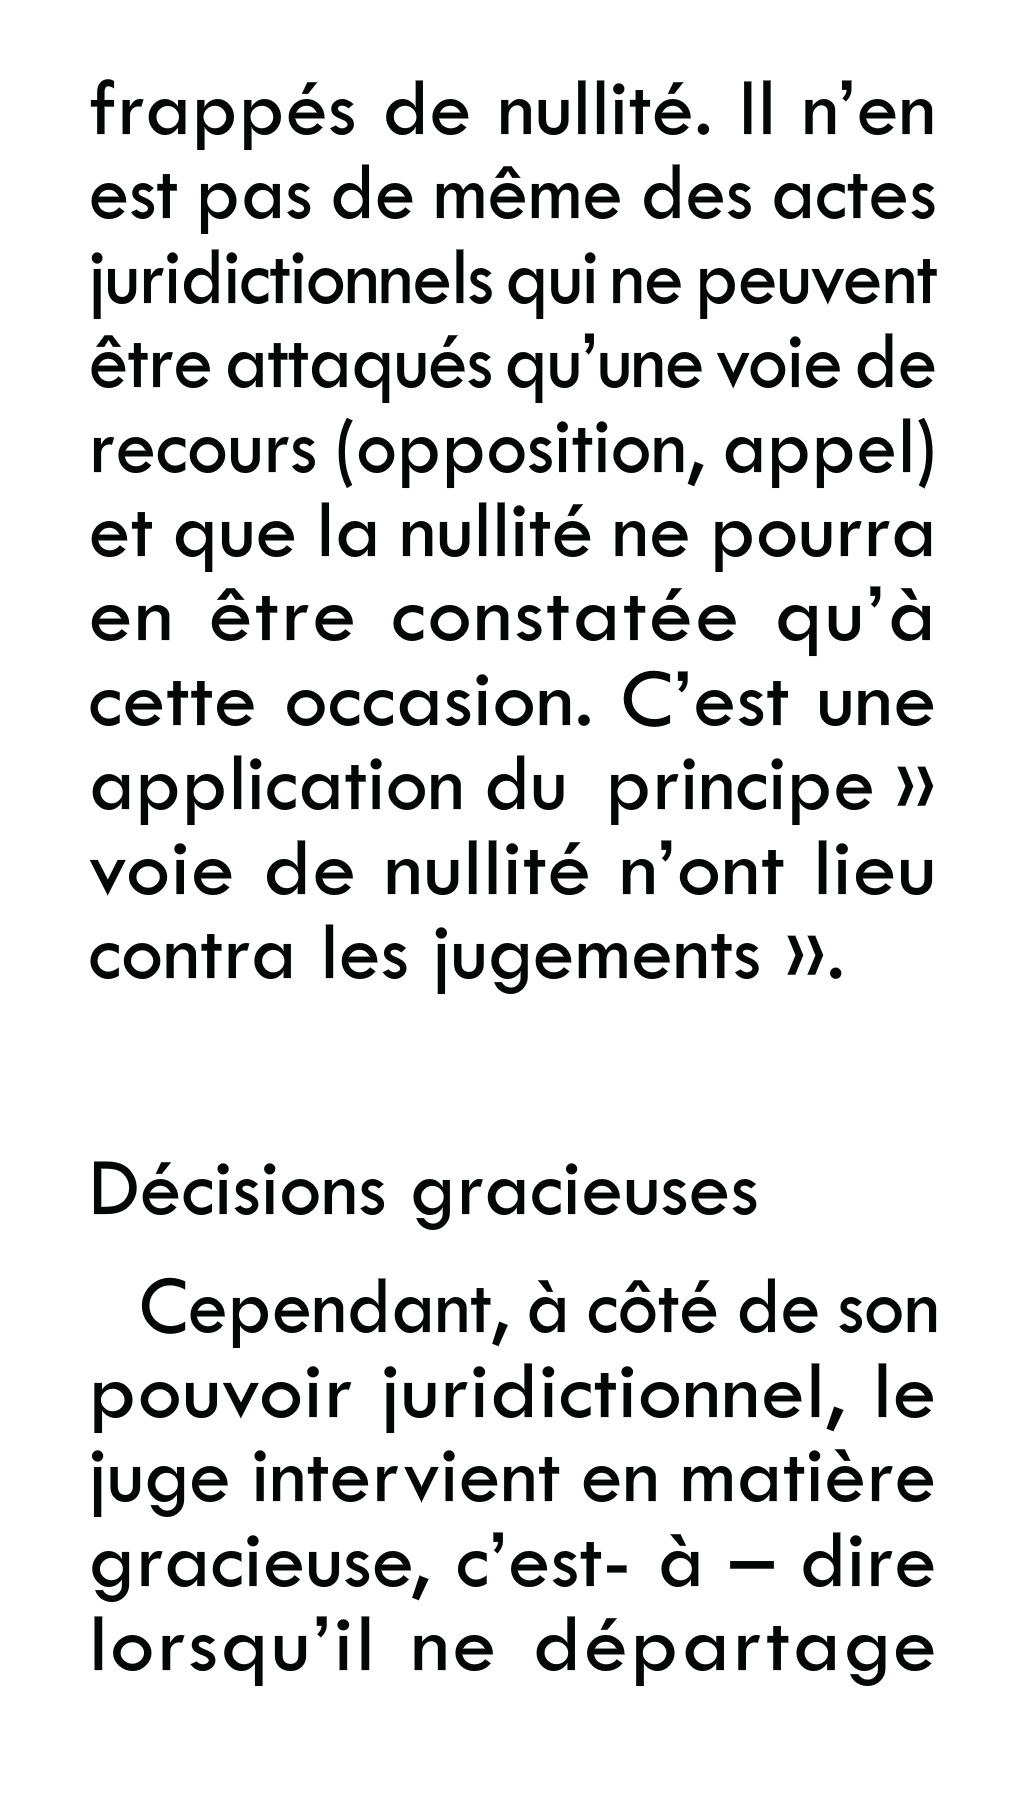 frappés de nullité. Il n’en
est pas de même des actes
juridictionnels qui ne peuvent
être attaqués qu’une voie de
recours (opposition, appel)
et que la nullité ne pourra
en être constatée qu’à
cette occasion. C’est une
application du principe »
voie de nullité n’ont lieu
contra les jugements ».
Décisions gracieuses
Cependant, à côté de son
pouvoir juridictionnel, le
juge intervient en matière
gracieuse, c’est- à – dire
lorsqu’il ne départage